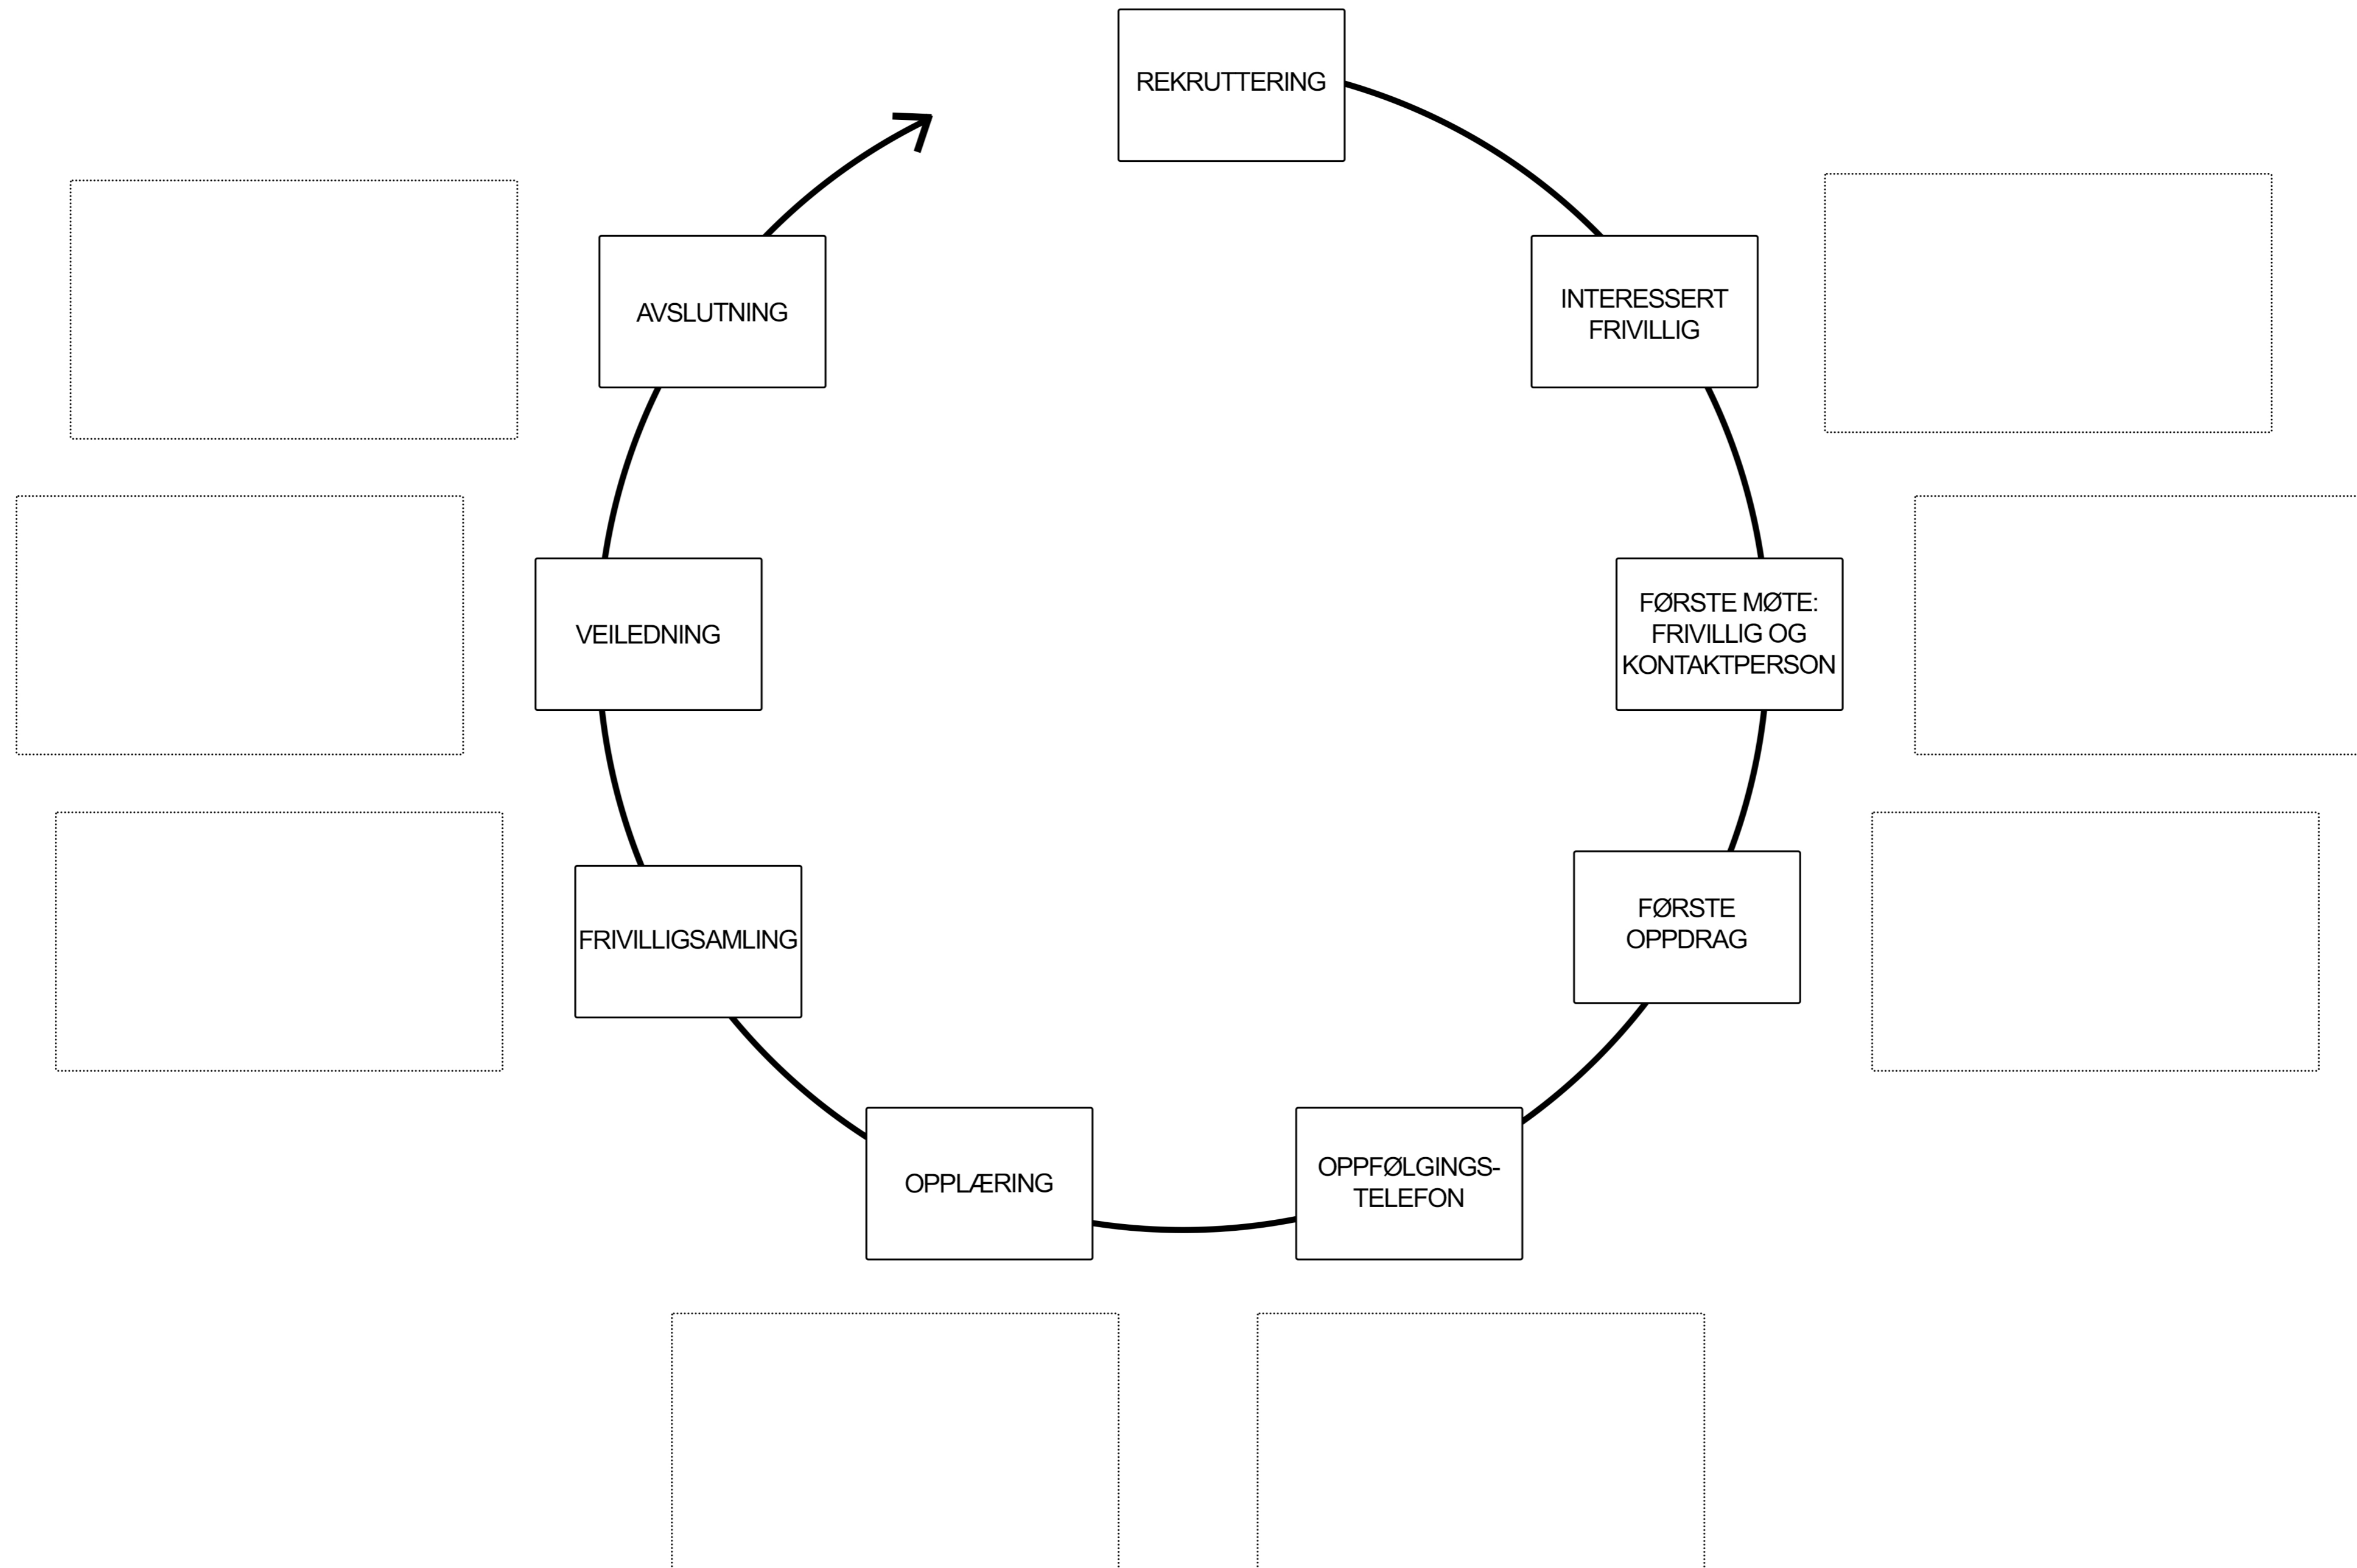 REKRUTTERING
INTERESSERT
FRIVILLIG
FØRSTE MØTE:
FRIVILLIG OG
KONTAKTPERSON
FØRSTE
OPPDRAG
OPPFØLGINGS-
TELEFON
OPPLÆRING
FRIVILLIGSAMLING
VEILEDNING
AVSLUTNING